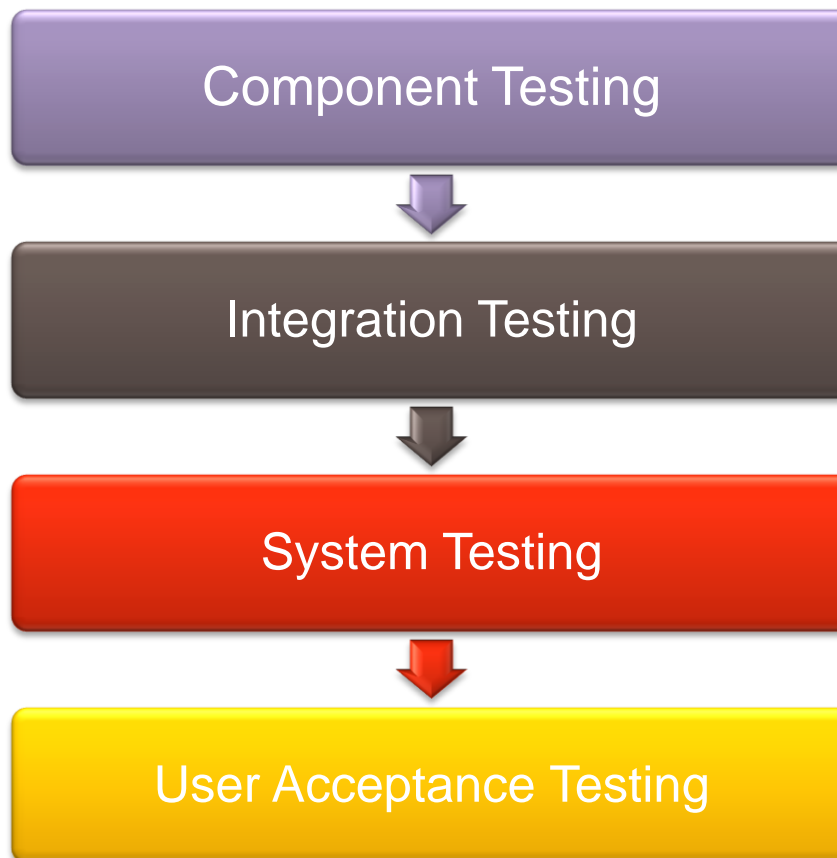 Component Testing
Integration Testing
System Testing
User Acceptance Testing